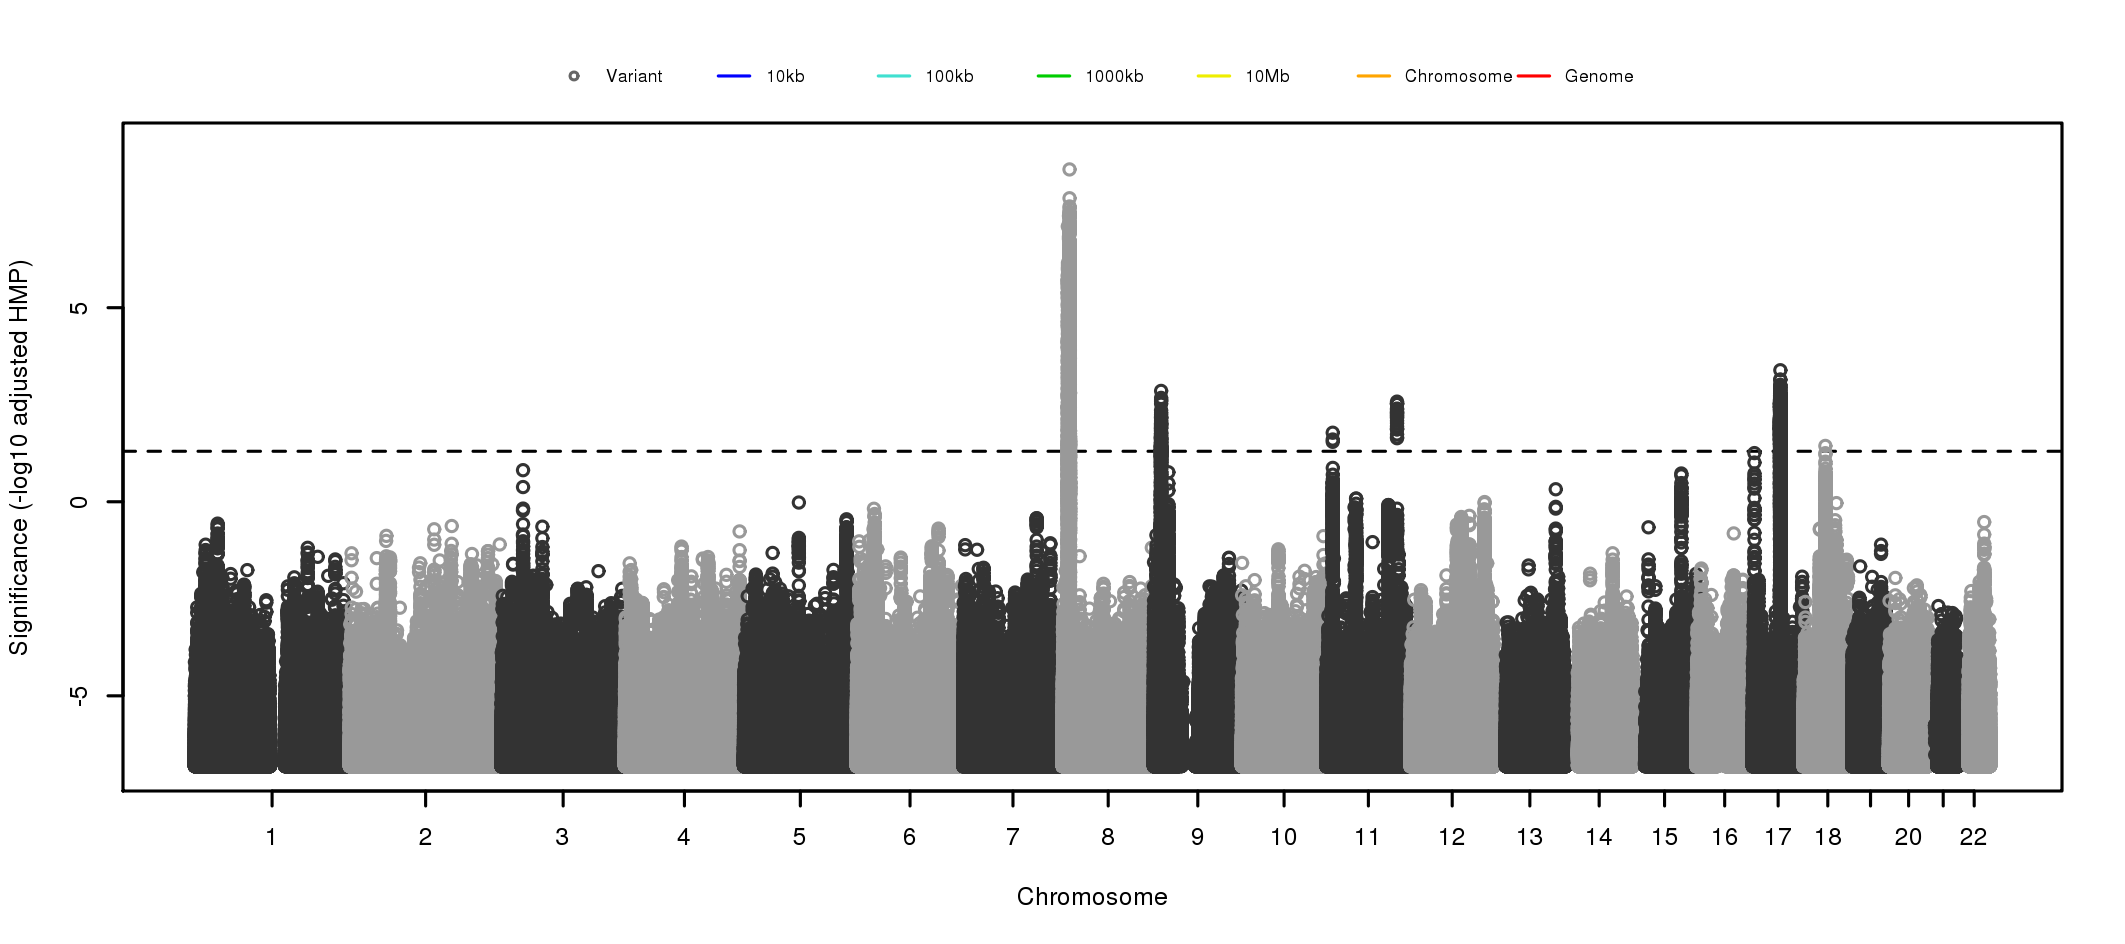 Variant 10kb 100kb 1000kb 10Mb Chromosome Genome
Significance (-log10 adjusted HMP)
5
0
-5
1 2 3 4 5 6 7 8 9 10 11 12 13 14 15 16 17 18 20 22
Chromosome